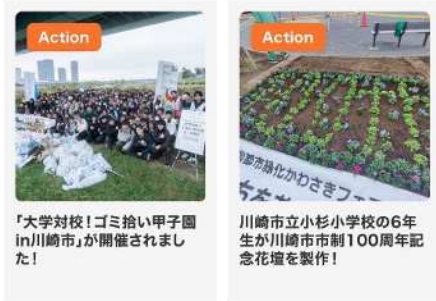 Action
「大学対校!ゴミ拾い甲子園
in川崎市」が開催されまし
た!
Action
川崎市立小杉小学校の6年
生が川崎市市制100周年記
念花壇を製作!